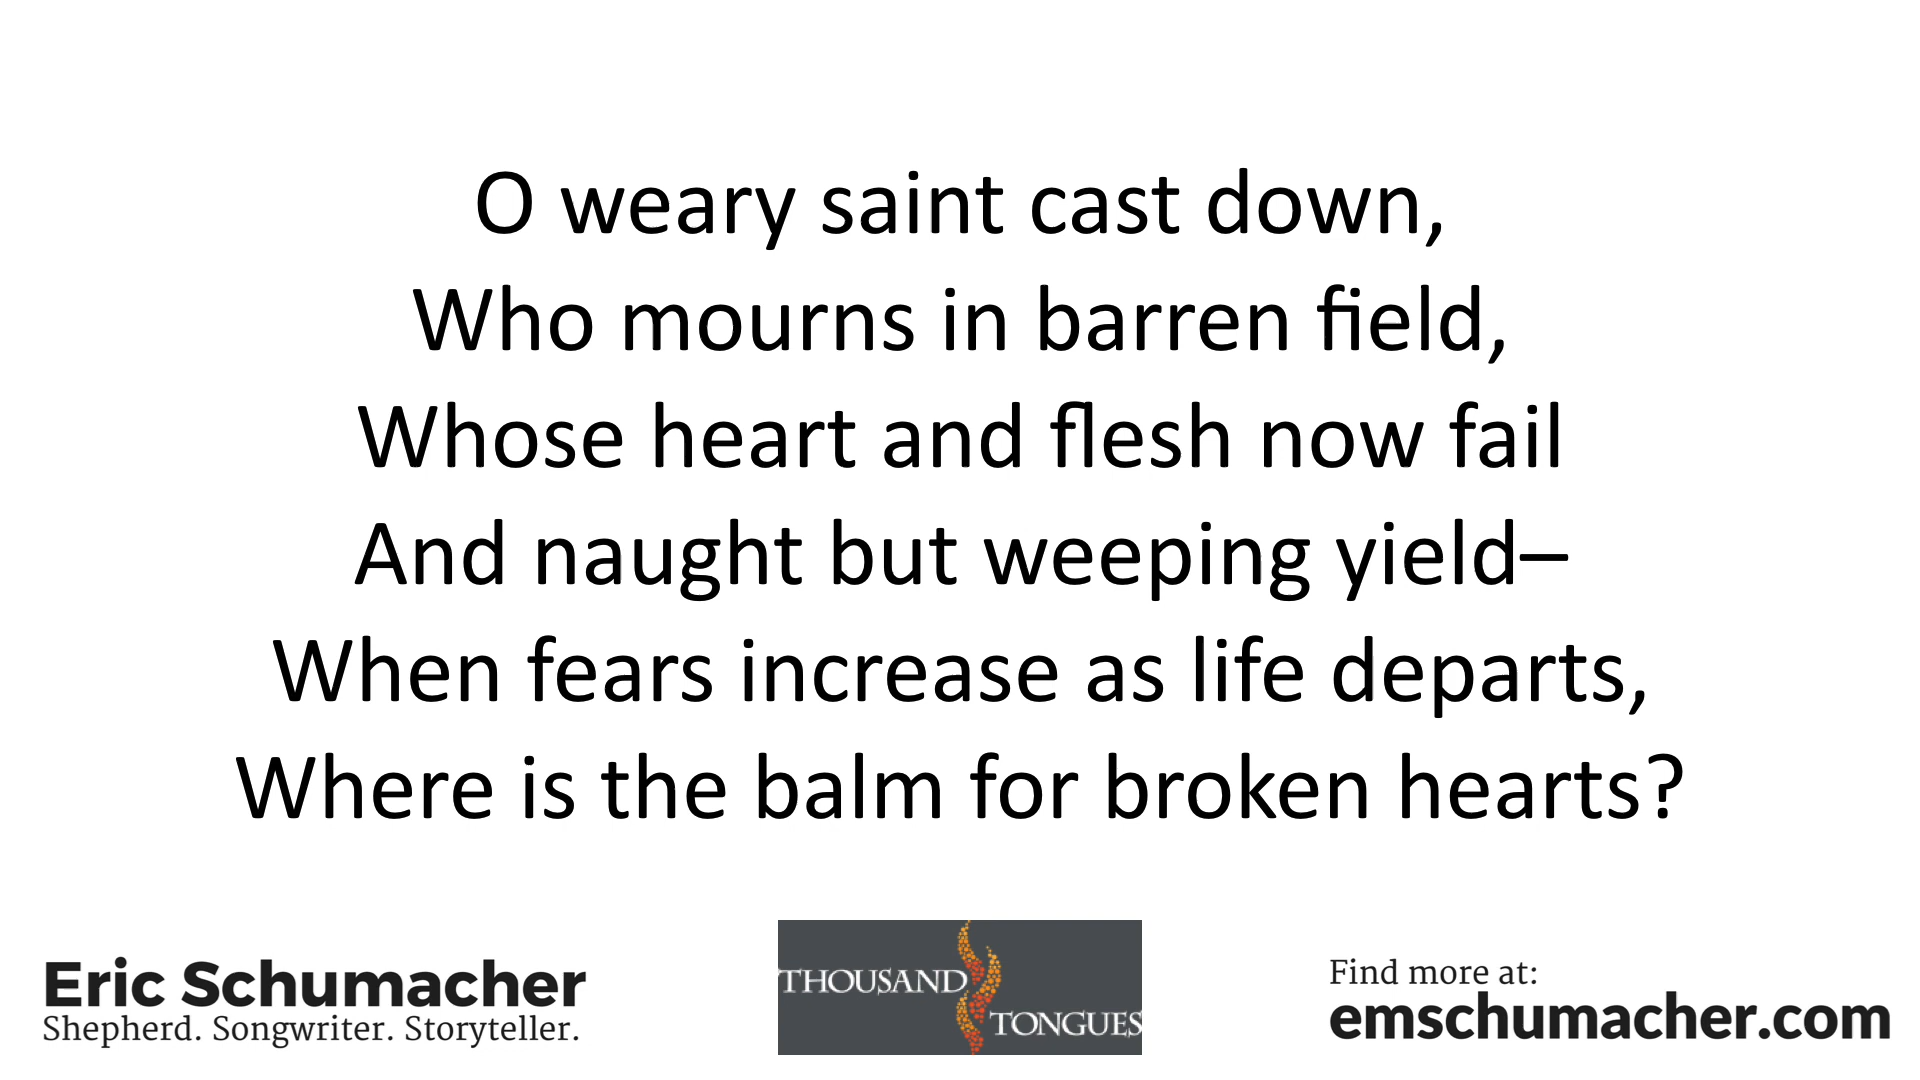 O weary saint cast down,
Who mourns in barren field,
Whose heart and flesh now fail
And naught but weeping yield–
When fears increase as life departs,
Where is the balm for broken hearts?
Eric Schumacher
Shepherd. Songwriter. Storyteller.
THOUSAND
TONGUES
Find more at:
emschumacher.com